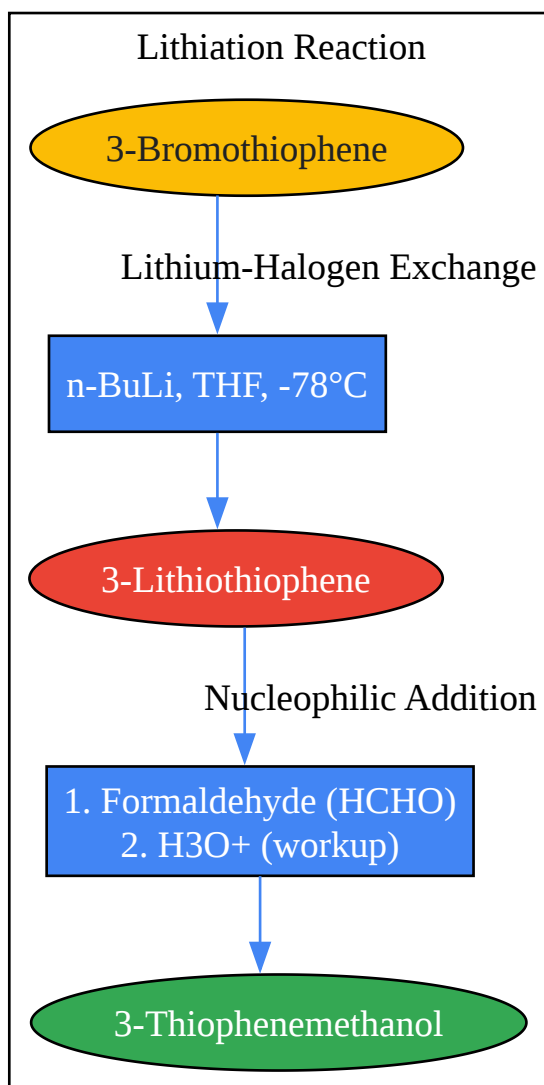 Lithiation Reaction
3-Bromothiophene
Lithium-Halogen Exchange
n-BuLi, THF, -78°C
3-Lithiothiophene
Nucleophilic Addition
1. Formaldehyde (HCHO)
2. H3O+ (workup)
3-Thiophenemethanol